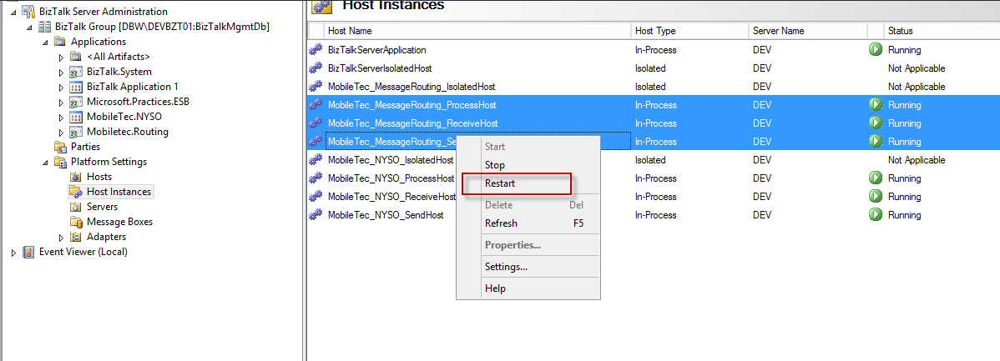 BizTalk Server Administration
BizTalk Group [DBW\DEVBZT01:BizTalkMgmtDb]
Applications
<All Artifacts>
BizTalk.System
BizTalk Application 1
Microsoft.Practices.ESB
MobileTec.NYSO
Mobiletec.Routing
Parties
Platform Settings
Hosts
Host Instances
Servers
Message Boxes
Adapters
Event Viewer (Local)
Host Instances
Host Name Host Type Server Name Status
BizTalkServerApplication In-Process DEV Running
BizTalkServerIsolatedHost Isolated DEV Not Applicable
MobileTec_MessageRouting_IsolatedHost Isolated DEV Not Applicable
MobileTec_MessageRouting_ProcessHost In-Process DEV Running
MobileTec_MessageRouting_ReceiveHost In-Process DEV Running
MobileTec_MessageRouting_Se In-Process DEV Running
MobileTec_NYSO_IsolatedHost Isolated DEV Not Applicable
MobileTec_NYSO_ProcessHost In-Process DEV Running
MobileTec_NYSO_ReceiveHost In-Process DEV Running
MobileTec_NYSO_SendHost In-Process DEV Running
Start
Stop
Restart
Delete Del
Refresh F5
Properties...
Settings...
Help